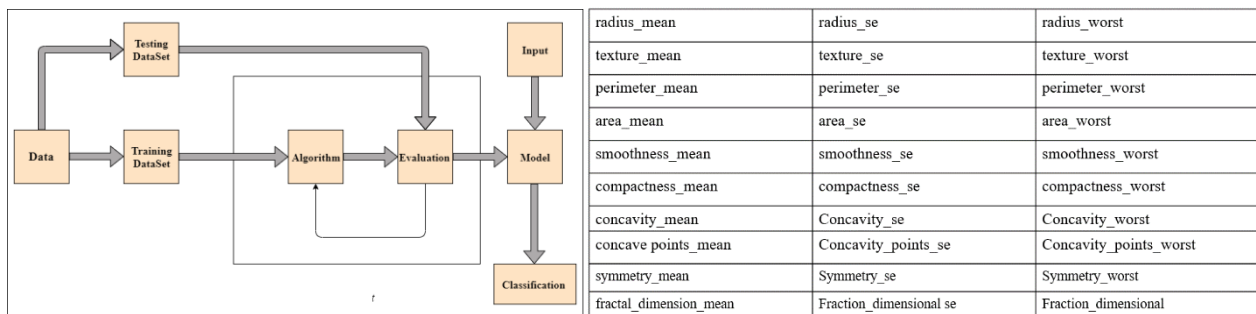 Testing
DataSet
Input
Data
Training
DataSet
Algorithm
Evaluation
Model
Classification
radius_mean radius_se radius_worst
texture_mean texture_se texture_worst
perimeter_mean perimeter_se perimeter_worst
area_mean area_se area_worst
smoothness_mean smoothness_se smoothness_worst
compactness_mean compactness_se compactness_worst
concavity_mean Concavity_se Concavity_worst
concave points_mean Concavity_points_se Concavity_points_worst
symmetry_mean Symmetry_se Symmetry_worst
fractal_dimension_mean Fraction_dimensional se Fraction_dimensional